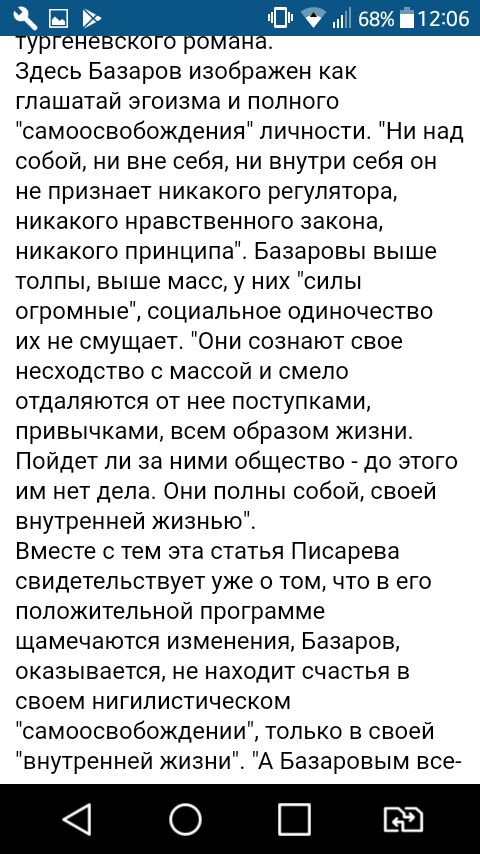 68% 12:06
тургеневского романа.
Здесь Базаров изображен как
глашатай эгоизма и полного
"самоосвобождения" личности. "Ни над
собой, ни вне себя, ни внутри себя он
не признает никакого регулятора,
никакого нравственного закона,
никакого принципа". Базаровы выше
толпы, выше масс, у них "силы
огромные", социальное одиночество
их не смущает. "Они сознают свое
несходство с массой и смело
отдаляются от нее поступками,
привычками, всем образом жизни.
Пойдет ли за ними общество - до этого
им нет дела. Они полны собой, своей
внутренней жизнью".
Вместе с тем эта статья Писарева
свидетельствует уже о том, что в его
положительной программе
щамечаются изменения, Базаров,
оказывается, не находит счастья в
своем нигилистическом
"самоосвобождении", только в своей
"внутренней жизни". "А Базаровым все-